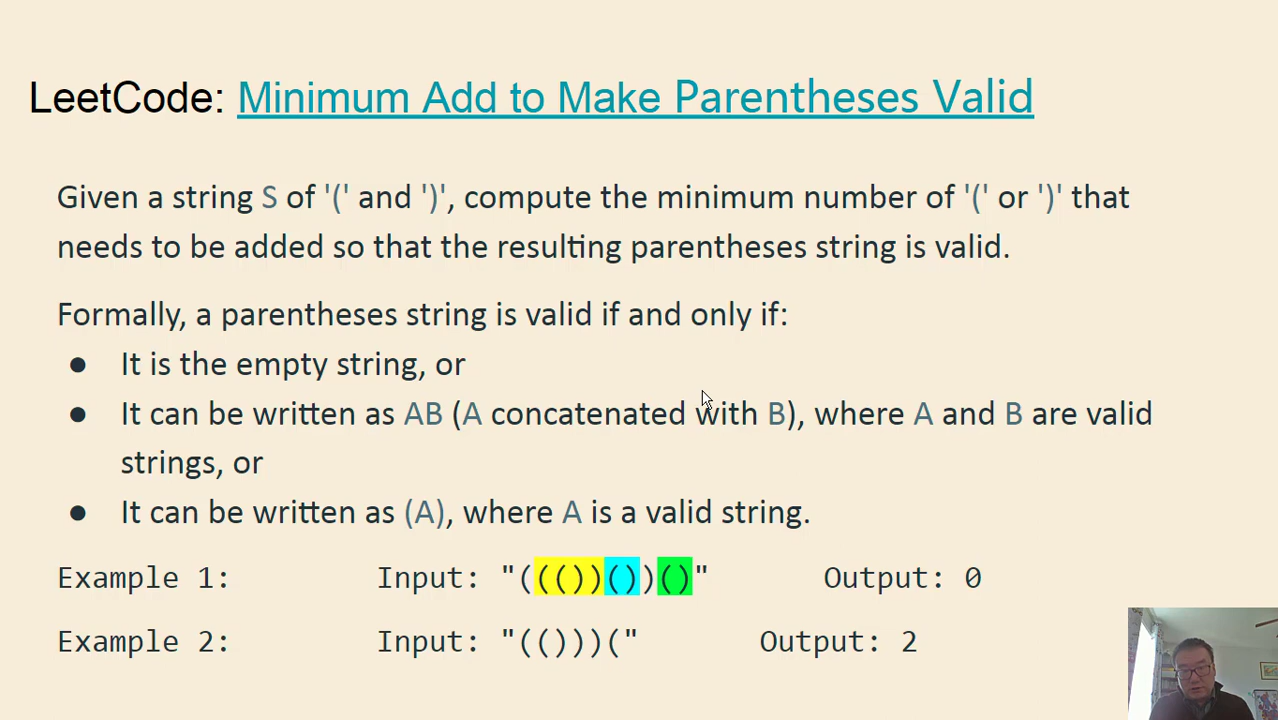 LeetCode: Minimum Add to Make Parentheses Valid
Given a string S of '(' and ')', compute the minimum number of '(' or ')' that
needs to be added so that the resulting parentheses string is valid.
Formally, a parentheses string is valid if and only if:
● It is the empty string, or
● It can be written as AB (A concatenated with B), where A and B are valid
strings, or
● It can be written as (A), where A is a valid string.
Example 1: Input: "((())())()" Output: 0
Example 2: Input: "(()))(" Output: 2